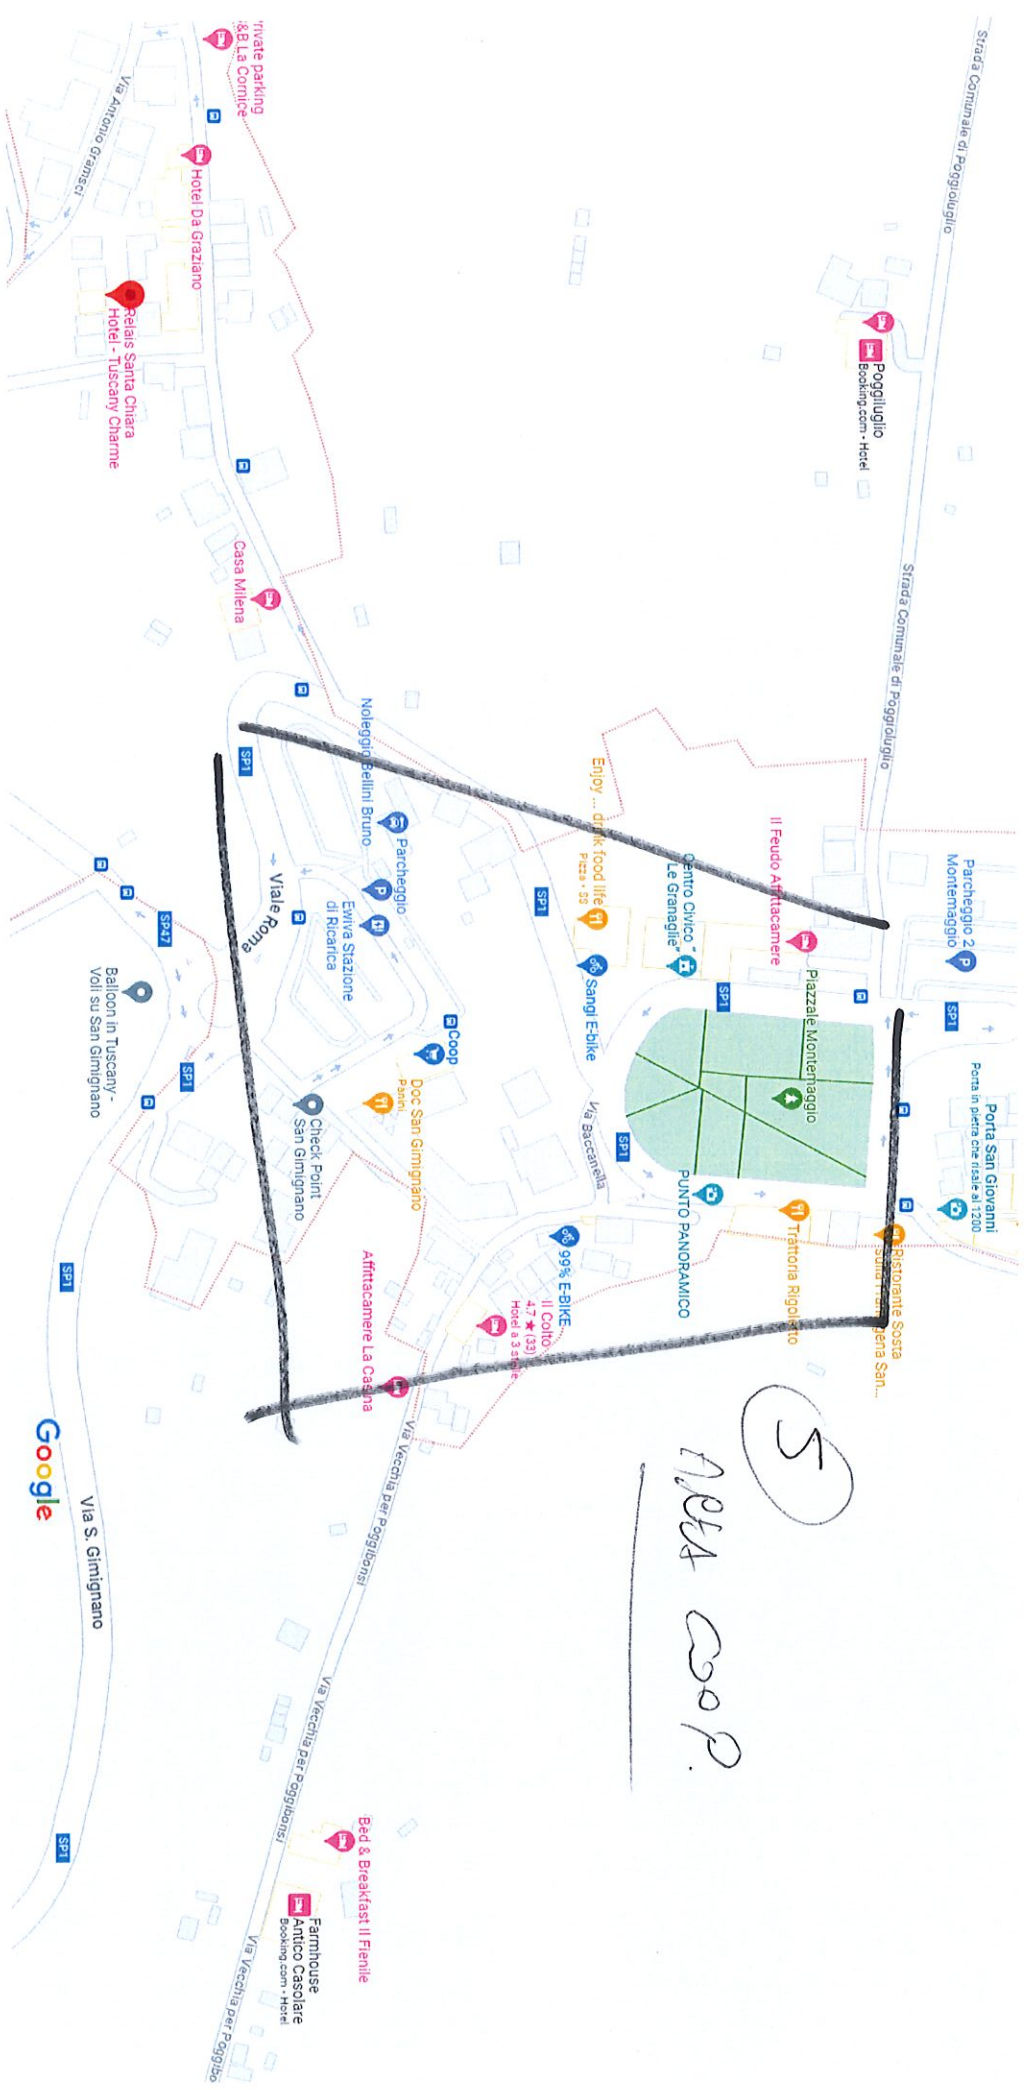 Strada Comunale di Poggioluglio
Strada Comunale di Poggioluglio
Parcheggio 2
Montemaggio
SP1
Porta San Giovanni
Porta in pietra che risale al 1200
Poggiluglio
Booking.com • Hotel
Il Feudo Affittacamere
Piazzale Montemaggio
SP1
Trattoria Rigoletto
Ristorante Sosta
San...
5
Centro Civico "
Le Granaglie"
PUNTO PANORAMICO
Area coop.
Enjoy ... drink food life
Pizza • $$
Sangi E-bike
Via Baccanella
SP1
SP1
99% E-BIKE
Il Colto
4.7 ★ (33)
Hotel a 3 stelle
Noleggio Bellini Bruno
Parcheggio
P
Coop
Doc San Gimignano
Panini
Ewiva Stazione
di Ricarica
Affittacamere La Casina
Via Vecchia per Poggibonsi
Via Vecchia per Poggibonsi
Via Vecchia per Poggibo
Bed & Breakfast Il Fienile
Farmhouse
Antico Casolare
Booking.com • Hotel
Check Point
San Gimignano
'rivate parking
&B La Cornice
Hotel Da Graziano
Casa Milena
SP1
Viale Roma
SP47
SP1
Relais Santa Chiara
Hotel - Tuscany Charme
Via Antonio Gramsci
Balloon in Tuscany -
Voli su San Gimignano
SP1
Via S. Gimignano
SP1
Google